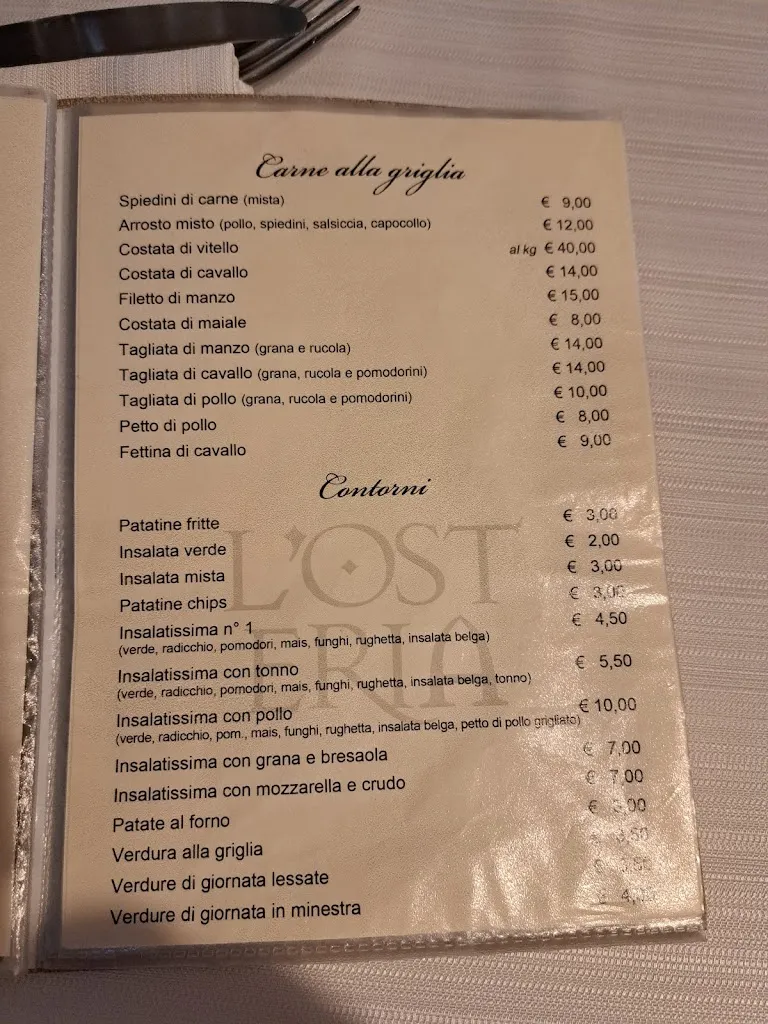 Carne alla griglia
Spiedini di carne (mista) € 9,00
Arrosto misto (pollo, spiedini, salsiccia, capocollo) € 12,00
Costata di vitello al kg € 40,00
Costata di cavallo € 14,00
Filetto di manzo € 15,00
Costata di maiale € 8,00
Tagliata di manzo (grana e rucola) € 14,00
Tagliata di cavallo (grana, rucola e pomodorini) € 14,00
Tagliata di pollo (grana, rucola e pomodorini) € 10,00
Petto di pollo € 8,00
Fettina di cavallo € 9,00
Contorni
Patatine fritte € 3,00
Insalata verde € 2,00
Insalata mista € 3,00
Patatine chips € 3,00
Insalatissima n° 1 € 4,50
(verde, radicchio, pomodori, mais, funghi, rughetta, insalata belga)
Insalatissima con tonno € 5,50
(verde, radicchio, pomodori, mais, funghi, rughetta, insalata belga, tonno)
Insalatissima con pollo € 10,00
(verde, radicchio, pom., mais, funghi, rughetta, insalata belga, petto di pollo grigliato)
Insalatissima con grana e bresaola € 7,00
Insalatissima con mozzarella e crudo € 7,00
Patate al forno €
Verdura alla griglia €
Verdure di giornata lessate €
Verdure di giornata in minestra €
L'OST
ERIA